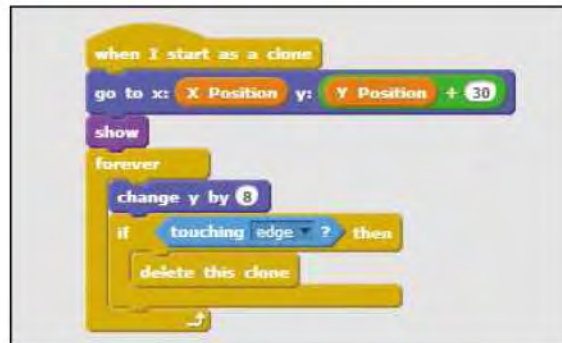 when I start as a clone
go to x: X Position y: Y Position + 30
show
forever
change y by 8
if touching edge ? then
delete this clone